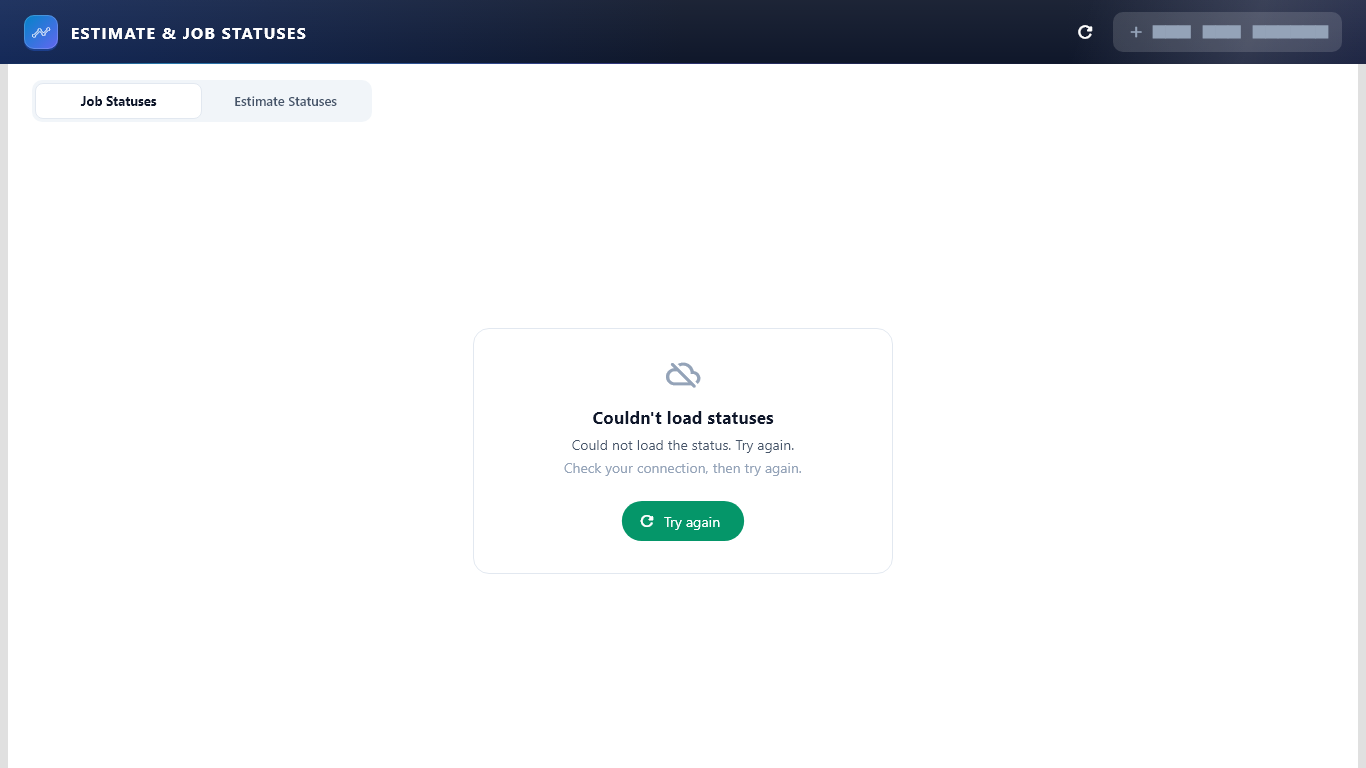 ESTIMATE & JOB STATUSES
Job Statuses
Estimate Statuses
Couldn't load statuses
Could not load the status. Try again.
Check your connection, then try again.
Try again